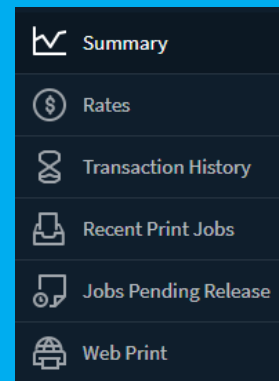 Summary
Rates
Transaction History
Recent Print Jobs
Jobs Pending Release
Web Print